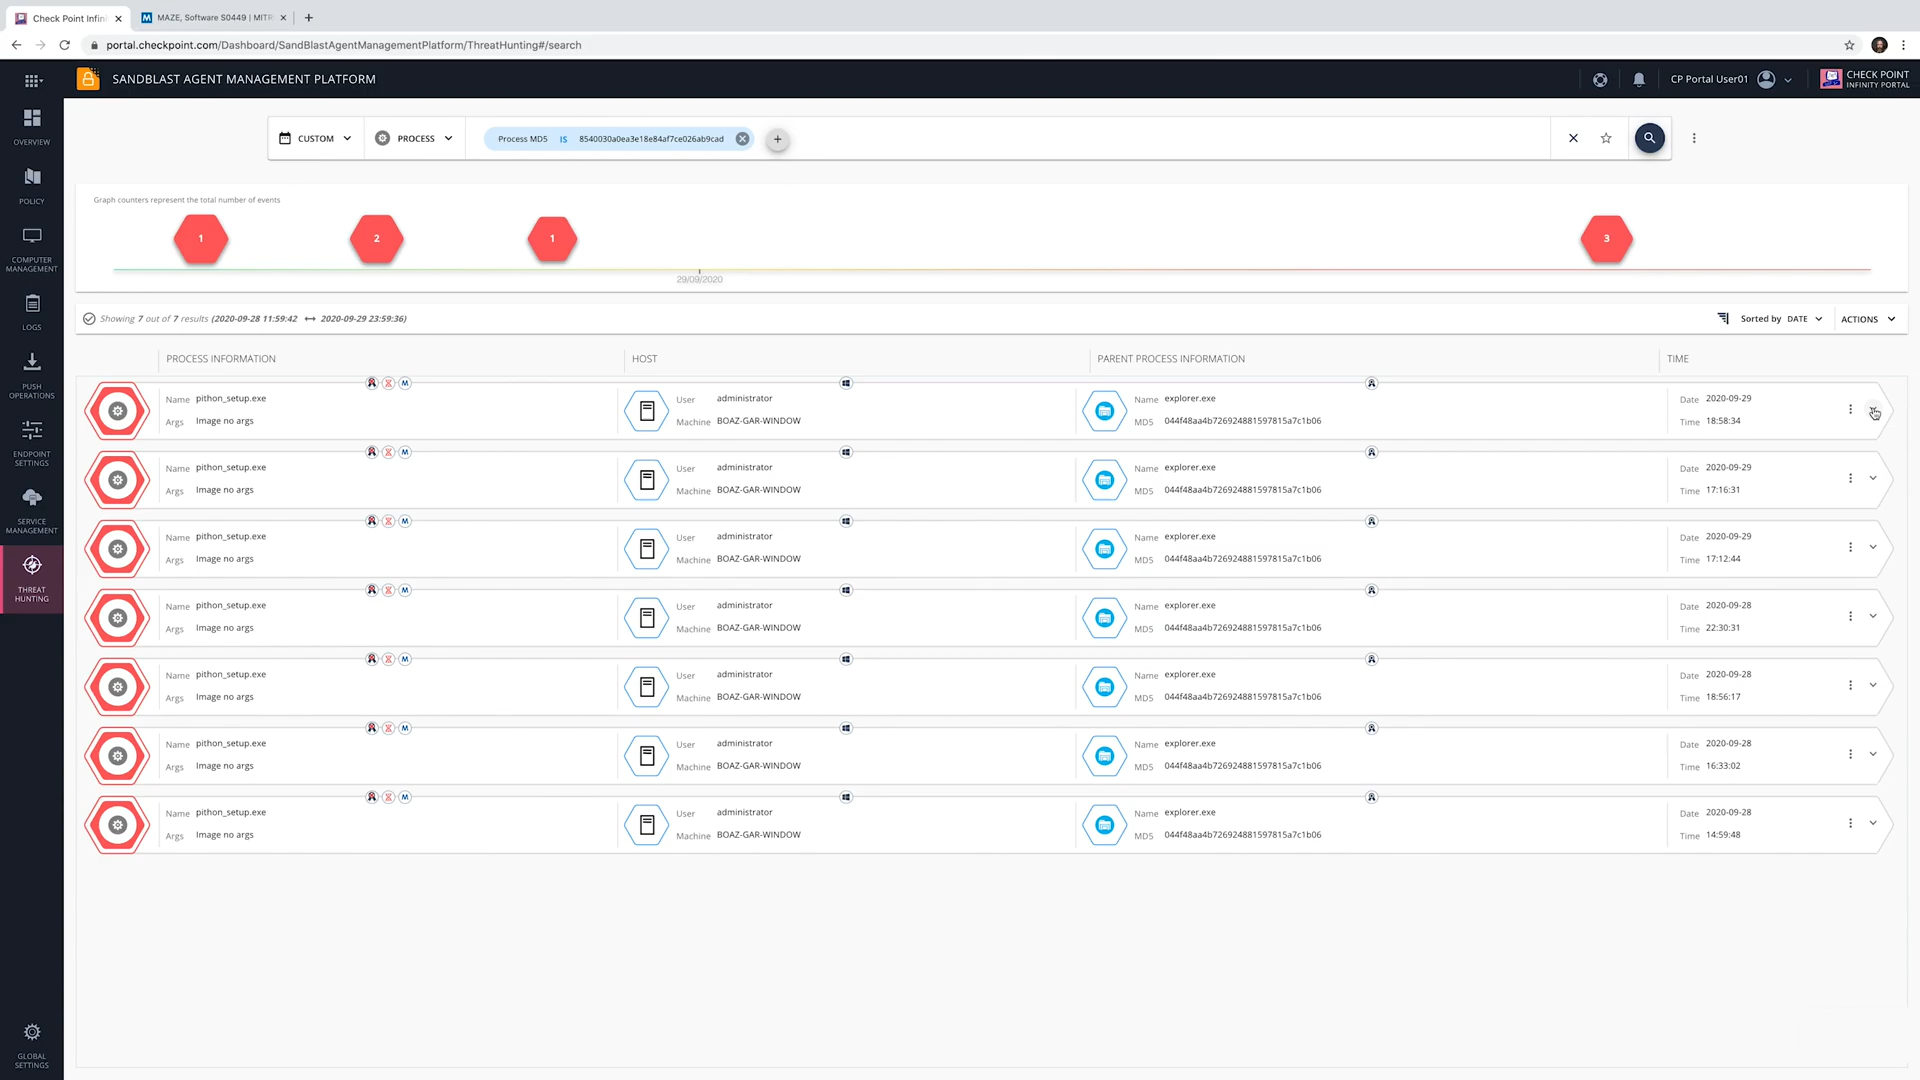 Check Point Infini
MAZE, Software S0449 | MITR
portal.checkpoint.com/Dashboard/SandBlastAgentManagementPlatform/ThreatHunting#/search
SANDBLAST AGENT MANAGEMENT PLATFORM
CP Portal User01
CHECK POINT
INFINITY PORTAL
OVERVIEW
POLICY
COMPUTER
MANAGEMENT
LOGS
PUSH
OPERATIONS
ENDPOINT
SETTINGS
SERVICE
MANAGEMENT
THREAT
HUNTING
GLOBAL
SETTINGS
CUSTOM
PROCESS
Process MD5 IS 8540030a0ea3e18e84af7ce026ab9cad
Graph counters represent the total number of events
1 2 1 3
29/09/2020
Showing 7 out of 7 results (2020-09-28 11:59:42 ↔ 2020-09-29 23:59:36)
Sorted by DATE
ACTIONS
PROCESS INFORMATION HOST PARENT PROCESS INFORMATION TIME
M
Name pithon_setup.exe User administrator Name explorer.exe Date 2020-09-29
Args Image no args Machine BOAZ-GAR-WINDOW MD5 044f48aa4b726924881597815a7c1b06 Time 18:58:34
M
Name pithon_setup.exe User administrator Name explorer.exe Date 2020-09-29
Args Image no args Machine BOAZ-GAR-WINDOW MD5 044f48aa4b726924881597815a7c1b06 Time 17:16:31
M
Name pithon_setup.exe User administrator Name explorer.exe Date 2020-09-29
Args Image no args Machine BOAZ-GAR-WINDOW MD5 044f48aa4b726924881597815a7c1b06 Time 17:12:44
M
Name pithon_setup.exe User administrator Name explorer.exe Date 2020-09-28
Args Image no args Machine BOAZ-GAR-WINDOW MD5 044f48aa4b726924881597815a7c1b06 Time 22:30:31
M
Name pithon_setup.exe User administrator Name explorer.exe Date 2020-09-28
Args Image no args Machine BOAZ-GAR-WINDOW MD5 044f48aa4b726924881597815a7c1b06 Time 18:56:17
M
Name pithon_setup.exe User administrator Name explorer.exe Date 2020-09-28
Args Image no args Machine BOAZ-GAR-WINDOW MD5 044f48aa4b726924881597815a7c1b06 Time 16:33:02
M
Name pithon_setup.exe User administrator Name explorer.exe Date 2020-09-28
Args Image no args Machine BOAZ-GAR-WINDOW MD5 044f48aa4b726924881597815a7c1b06 Time 14:59:48